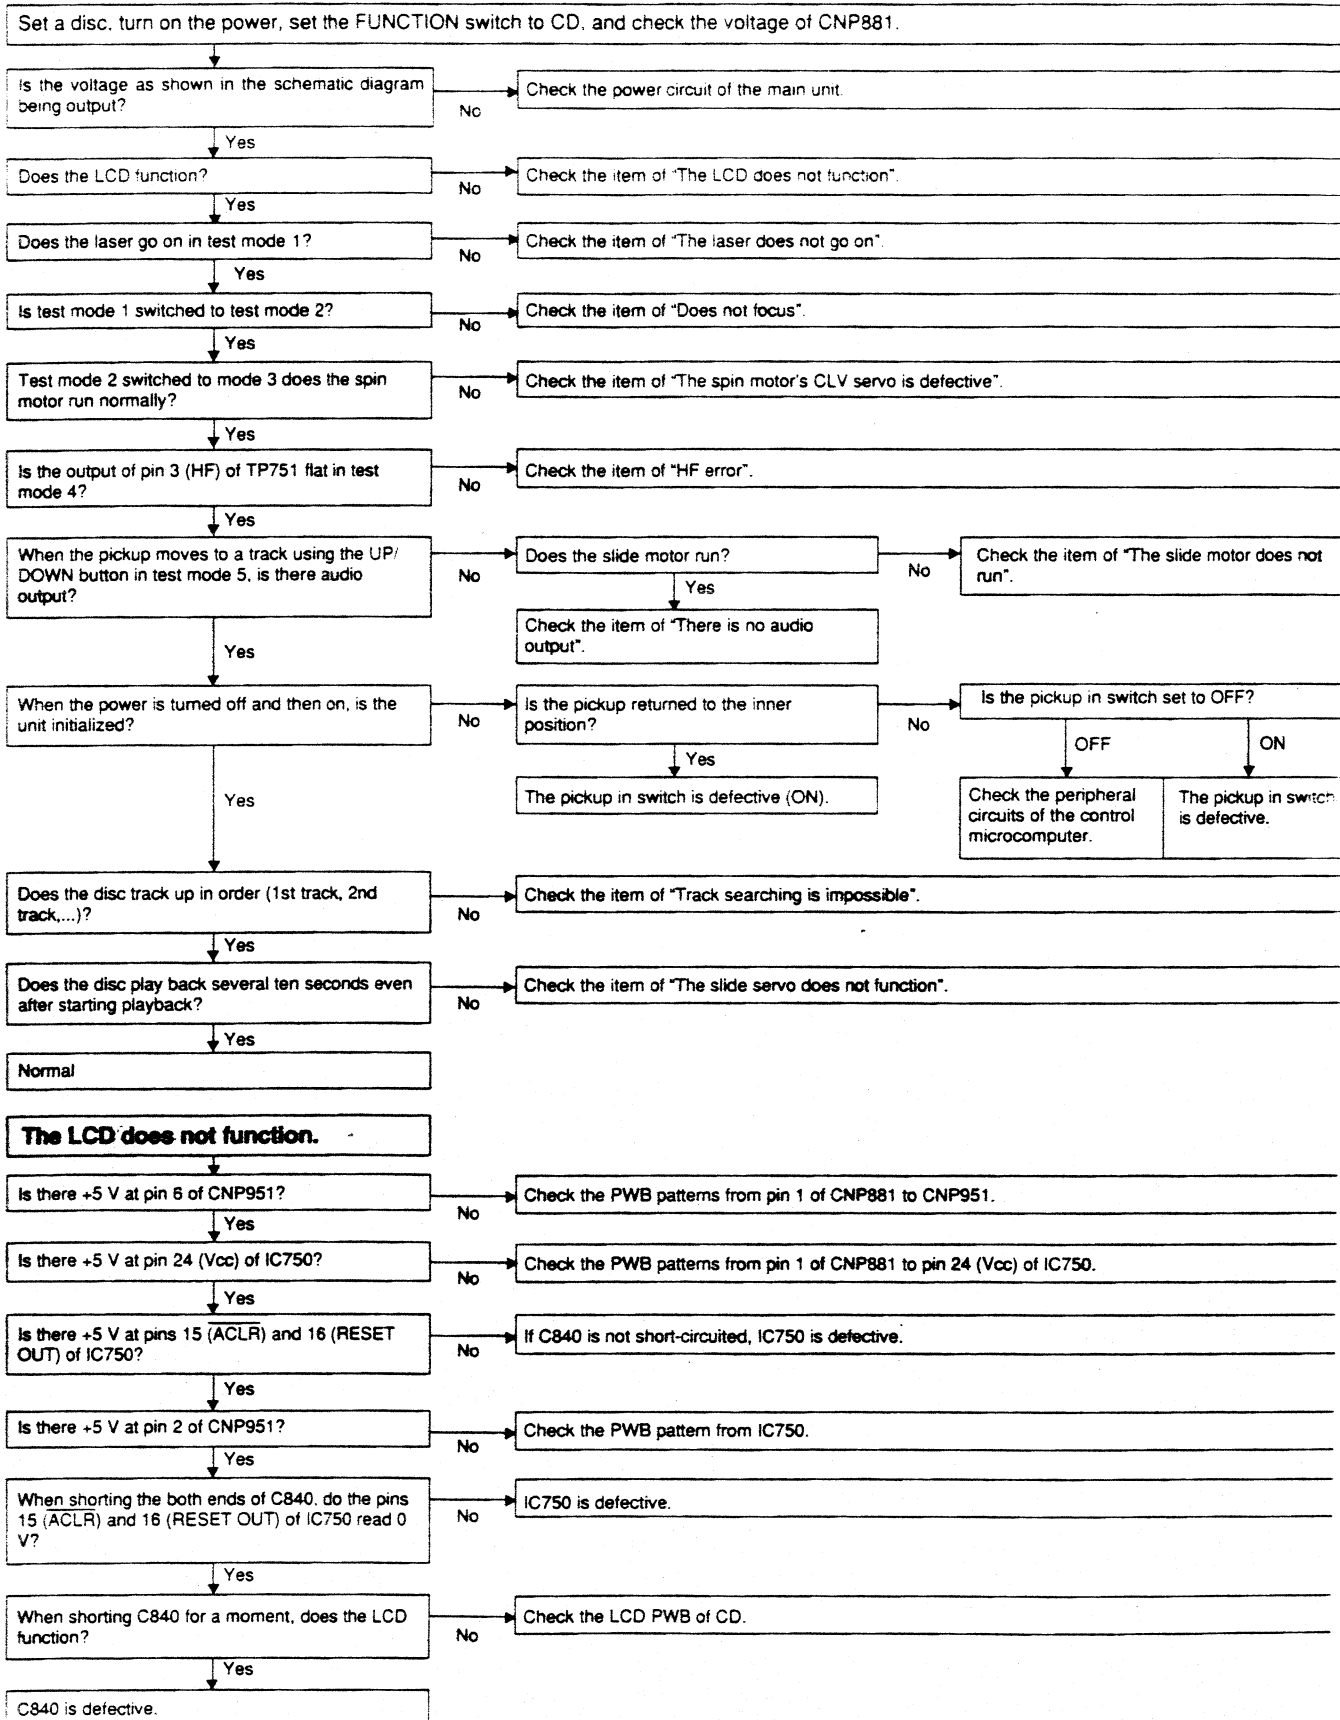 Set a disc, turn on the power, set the FUNCTION switch to CD, and check the voltage of CNP881.
Is the voltage as shown in the schematic diagram
being output?
No
Check the power circuit of the main unit.
Yes
Does the LCD function?
No
Check the item of "The LCD does not function".
Yes
Does the laser go on in test mode 1?
No
Check the item of "The laser does not go on".
Yes
Is test mode 1 switched to test mode 2?
No
Check the item of "Does not focus".
Yes
Test mode 2 switched to mode 3 does the spin
motor run normally?
No
Check the item of "The spin motor's CLV servo is defective".
Yes
Is the output of pin 3 (HF) of TP751 flat in test
mode 4?
No
Check the item of "HF error".
Yes
When the pickup moves to a track using the UP/
DOWN button in test mode 5, is there audio
output?
No
Does the slide motor run?
No
Check the item of "The slide motor does not
run".
Yes
Check the item of "There is no audio
output".
Yes
When the power is turned off and then on, is the
unit initialized?
No
Is the pickup returned to the inner
position?
No
Is the pickup in switch set to OFF?
Yes
OFF
ON
The pickup in switch is defective (ON).
Check the peripheral
circuits of the control
microcomputer.
The pickup in switch
is defective.
Yes
Does the disc track up in order (1st track, 2nd
track,...)?
No
Check the item of "Track searching is impossible".
Yes
Does the disc play back several ten seconds even
after starting playback?
No
Check the item of "The slide servo does not function".
Yes
Normal
The LCD does not function.
Is there +5 V at pin 6 of CNP951?
No
Check the PWB patterns from pin 1 of CNP881 to CNP951.
Yes
Is there +5 V at pin 24 (Vcc) of IC750?
No
Check the PWB patterns from pin 1 of CNP881 to pin 24 (Vcc) of IC750.
Yes
Is there +5 V at pins 15 (ACLR) and 16 (RESET
OUT) of IC750?
No
If C840 is not short-circuited, IC750 is defective.
Yes
Is there +5 V at pin 2 of CNP951?
No
Check the PWB pattern from IC750.
Yes
When shorting the both ends of C840, do the pins
15 (ACLR) and 16 (RESET OUT) of IC750 read 0
V?
No
IC750 is defective.
Yes
When shorting C840 for a moment, does the LCD
function?
No
Check the LCD PWB of CD.
Yes
C840 is defective.